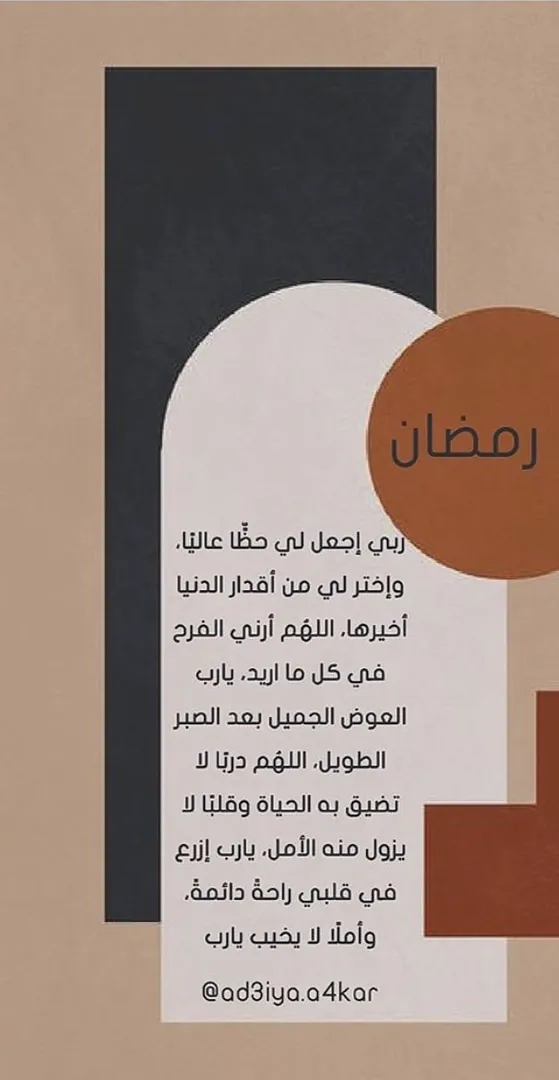 رمضان
ربي إجعل لي حظًّا عاليًا،
وإختر لي من أقدار الدنيا
أخيرها، اللهُم أرني الفرح
في كل ما اريد، يارب
العوض الجميل بعد الصبر
الطويل، اللهُم دربًا لا
تضيق به الحياة وقلبًا لا
يزول منه الأمل، يارب إزرع
في قلبي راحةً دائمةً،
وأملًا لا يخيب يارب
@ad3iya.a4kar